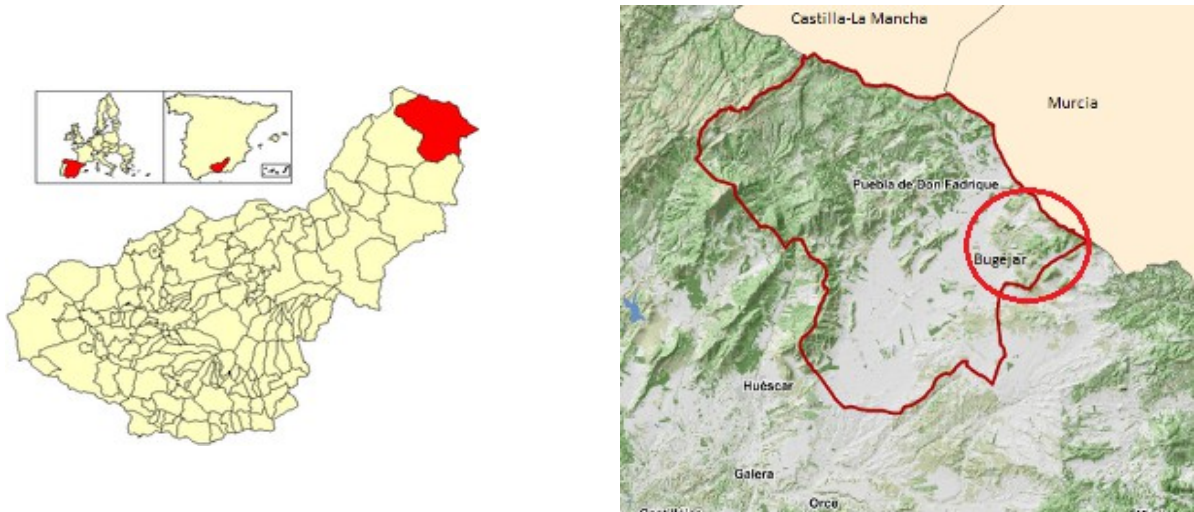 Castilla-La Mancha
Murcia
Puebla de Don Fadrique
Bugéjar
Huéscar
Galera
Orce